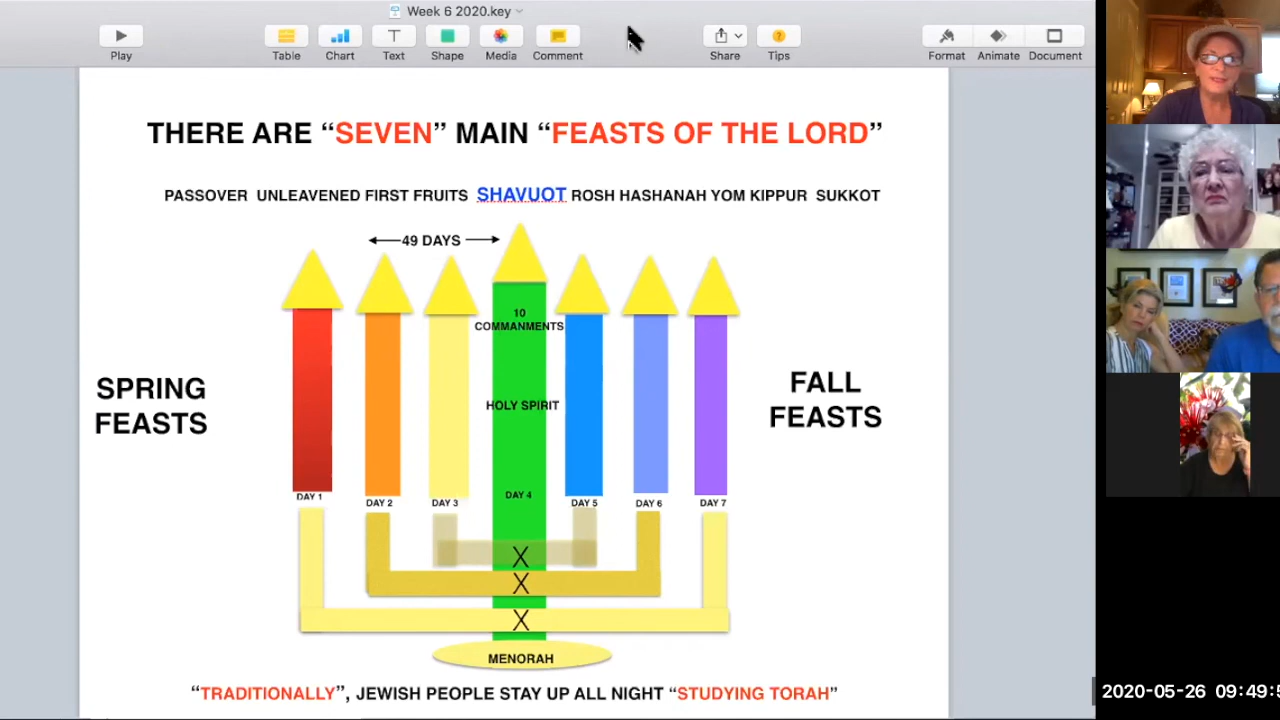 Week 6 2020.key
Play
Table
Chart
Text
Shape
Media
Comment
Share
Tips
Format
Animate
Document
THERE ARE “SEVEN” MAIN “FEASTS OF THE LORD”
PASSOVER UNLEAVENED FIRST FRUITS SHAVUOT ROSH HASHANAH YOM KIPPUR SUKKOT
49 DAYS
10
COMMANMENTS
SPRING
FEASTS
FALL
FEASTS
HOLY SPIRIT
DAY 1
DAY 2
DAY 3
DAY 4
DAY 5
DAY 6
DAY 7
X
X
X
MENORAH
“TRADITIONALLY”, JEWISH PEOPLE STAY UP ALL NIGHT “STUDYING TORAH”
2020-05-26 09:49:5